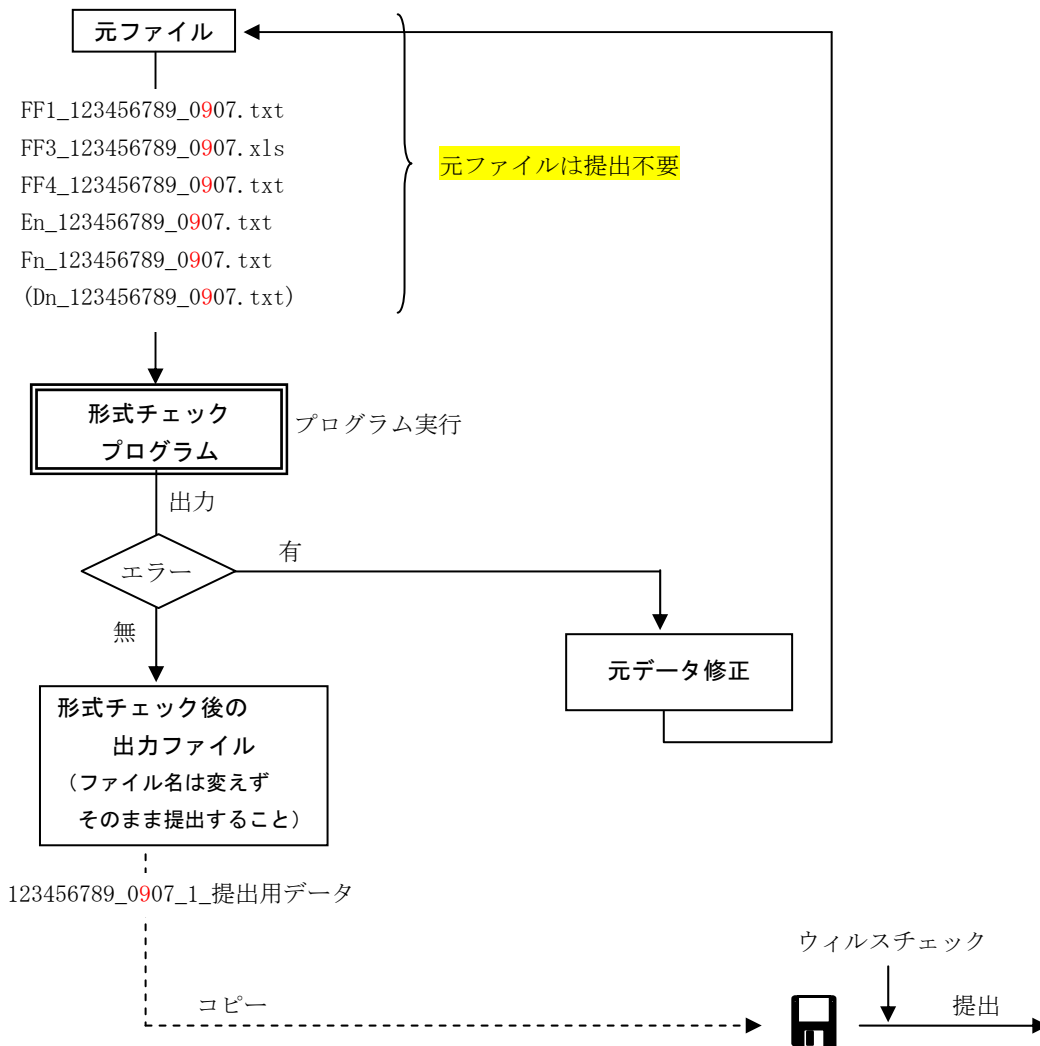 元ファイル
FF1_123456789_0907.txt
FF3_123456789_0907.xls
FF4_123456789_0907.txt
En_123456789_0907.txt
Fn_123456789_0907.txt
(Dn_123456789_0907.txt)
元ファイルは提出不要
形式チェック
プログラム
プログラム実行
出力
エラー
有
無
元データ修正
形式チェック後の
出力ファイル
（ファイル名は変えず
そのまま提出すること）
123456789_0907_1_提出用データ
コピー
ウィルスチェック
提出